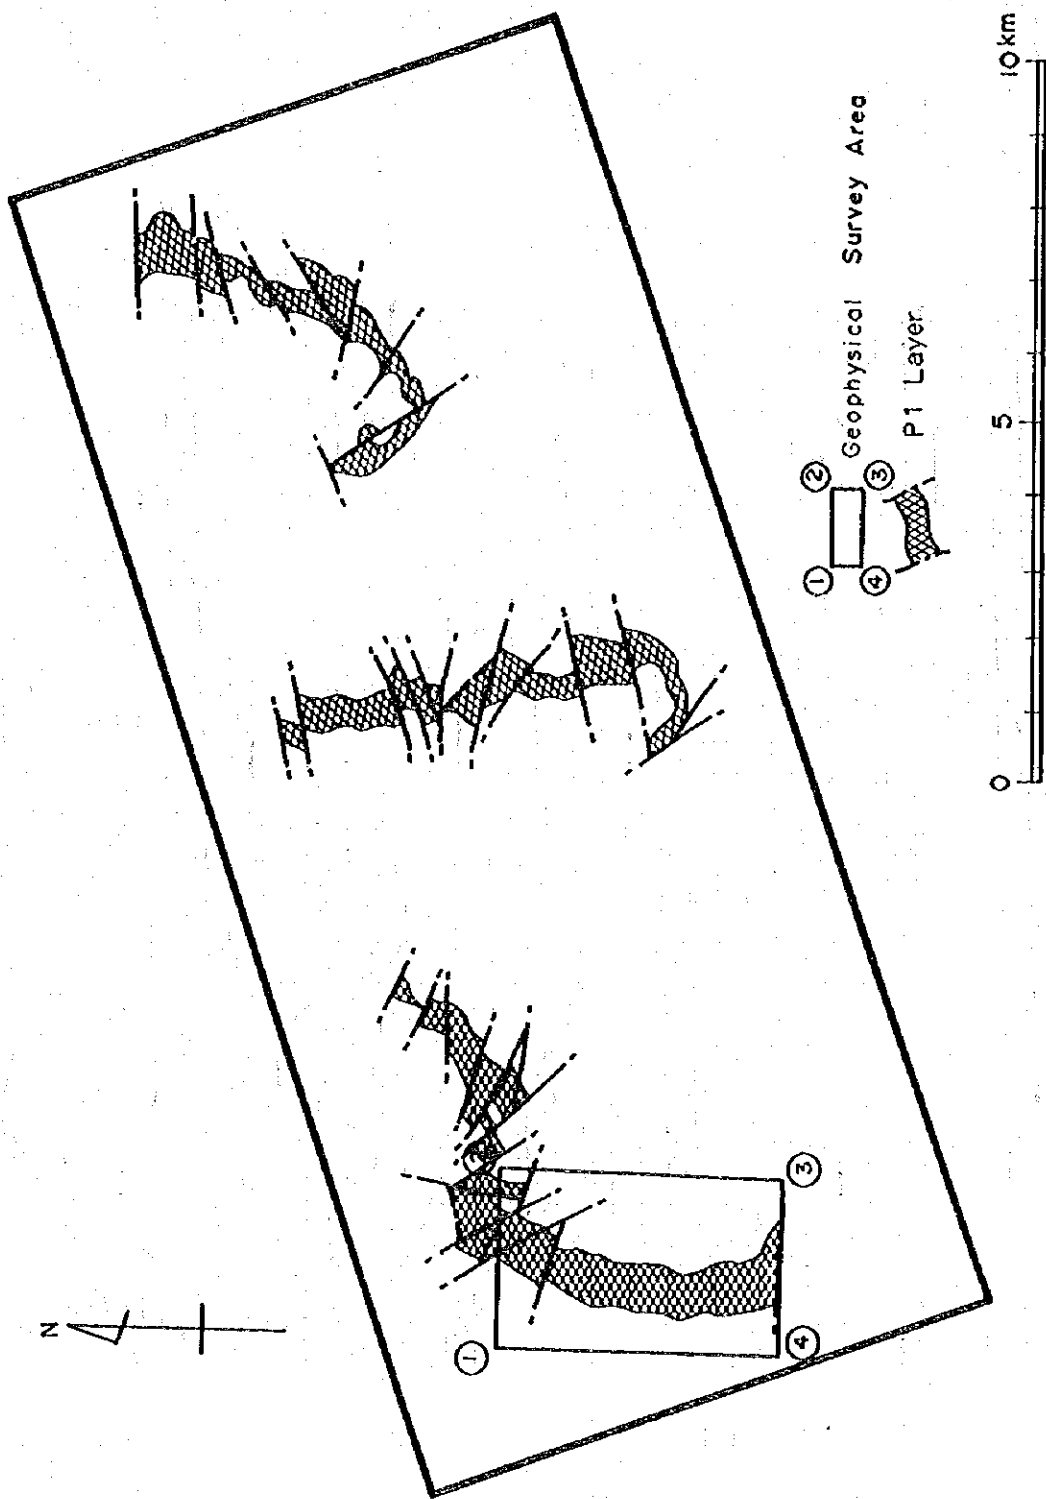 N
①
③
④
① ②
④ ③
Geophysical Survey Area
P1 Layer
0 5 10km